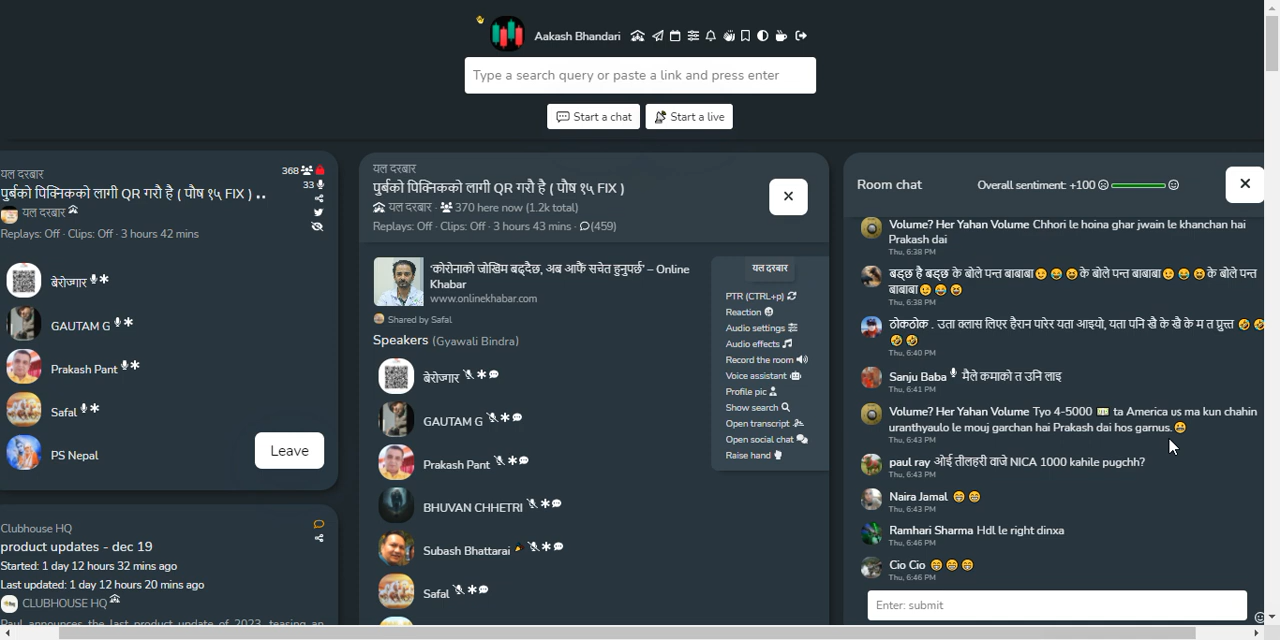 Aakash Bhandari
Type a search query or paste a link and press enter
Start a chat
Start a live
यल दरबार
368
33
पुर्बको पिक्निकको लागी QR गरौ है ( पौष १५ FIX ) ..
यल दरबार
Replays: Off · Clips: Off · 3 hours 42 mins
बेरोज्गार
GAUTAM G
Prakash Pant
Safal
PS Nepal
Leave
Clubhouse HQ
product updates - dec 19
Started: 1 day 12 hours 32 mins ago
Last updated: 1 day 12 hours 20 mins ago
CLUBHOUSE HQ
Paul announces the last product update of 2023, teasing an
यल दरबार
पुर्बको पिक्निकको लागी QR गरौ है ( पौष १५ FIX )
यल दरबार · 370 here now (1.2k total)
Replays: Off · Clips: Off · 3 hours 43 mins · (459)
'कोरोनाको जोखिम बढ्दैछ, अब आफैं सचेत हुनुपर्छ' – Online
Khabar
www.onlinekhabar.com
Shared by Safal
Speakers (Gyawali Bindra)
बेरोज्गार
GAUTAM G
Prakash Pant
BHUVAN CHHETRI
Subash Bhattarai
Safal
यल दरबार
PTR (CTRL+p)
Reaction
Audio settings
Audio effects
Record the room
Voice assistant
Profile pic
Show search
Open transcript
Open social chat
Raise hand
Room chat
Overall sentiment: +100
Volume? Her Yahan Volume Chhori le hoina ghar jwain le khanchan hai
Prakash dai
Thu, 6:38 PM
बड्छ है बड्छ के बोले पन्त बाबाबा🙂😂😆के बोले पन्त बाबाबा🙂😂😆के बोले पन्त
बाबाबा🙂😂😆
Thu, 6:38 PM
ठोकठोक . उता क्लास लिएर हैरान पारेर यता आइयो, यता पनि खै के खै के म त प्रुत्त 🤣🤣
🤣🤣
Thu, 6:40 PM
Sanju Baba मैले कमाको त उनि लाइ
Thu, 6:41 PM
Volume? Her Yahan Volume Tyo 4-5000 💵 ta America us ma kun chahin
uranthyaulo le mouj garchan hai Prakash dai hos garnus.😀
Thu, 6:43 PM
paul ray ओई तीलहरी वाजे NICA 1000 kahile pugchh?
Thu, 6:43 PM
Naira Jamal 😁😁
Thu, 6:43 PM
Ramhari Sharma Hdl le right dinxa
Thu, 6:46 PM
Cio Cio 😁😁😁
Thu, 6:46 PM
Enter: submit